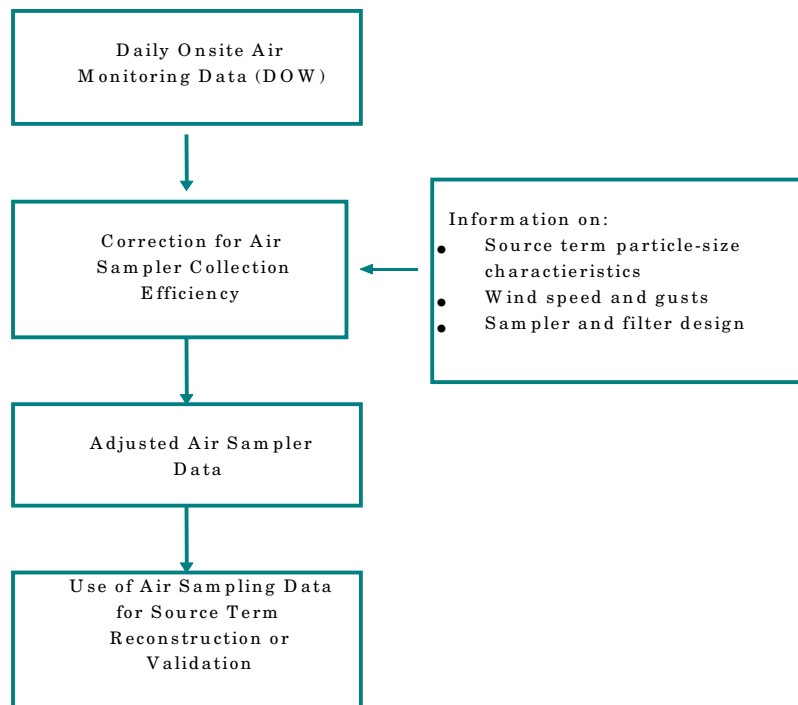 Daily Onsite Air
Monitoring Data (DOW)
Correction for Air
Sampler Collection
Efficiency
Information on:
● Source term particle-size
charactieristics
● Wind speed and gusts
● Sampler and filter design
Adjusted Air Sampler
Data
Use of Air Sampling Data
for Source Term
Reconstruction or
Validation